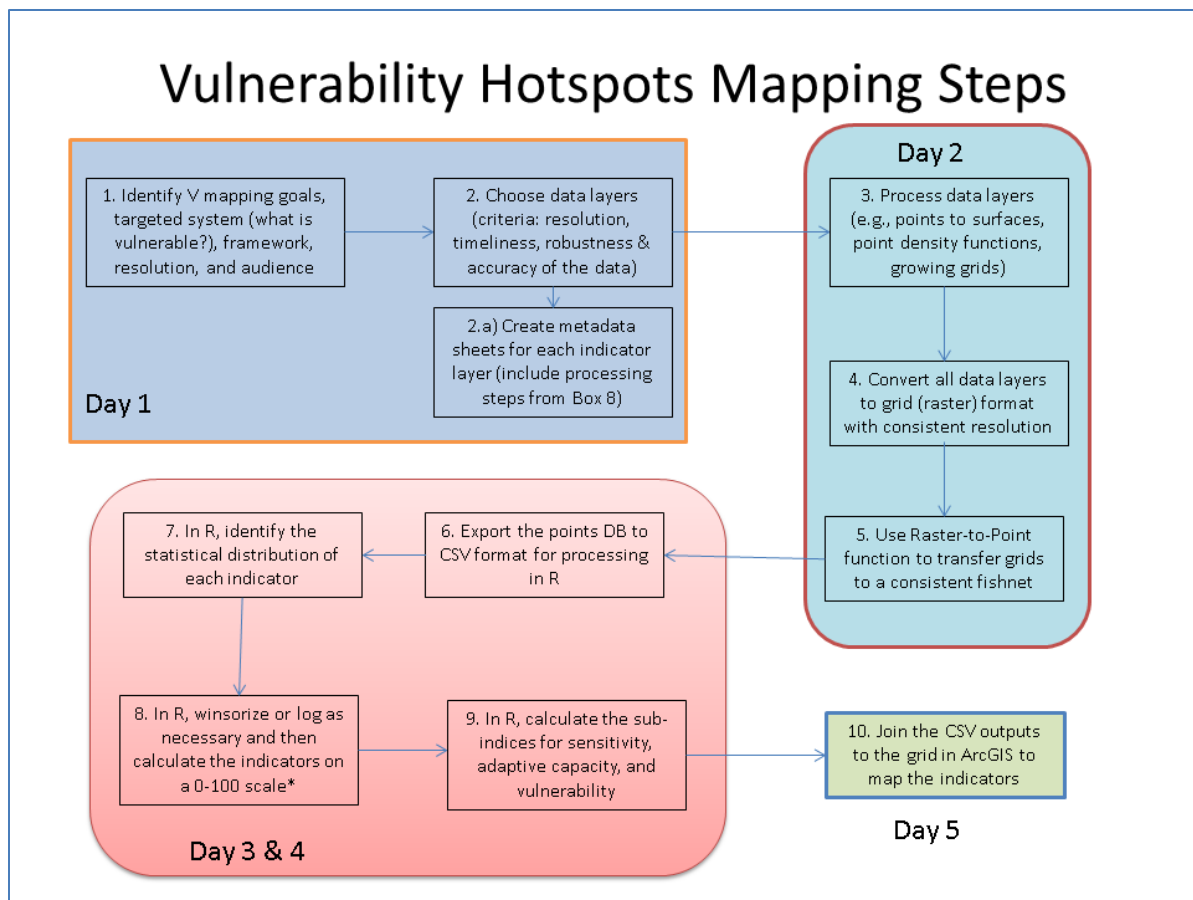 Vulnerability Hotspots Mapping Steps
1. Identify V mapping goals,
targeted system (what is
vulnerable?), framework,
resolution, and audience
2. Choose data layers
(criteria: resolution,
timeliness, robustness &
accuracy of the data)
2.a) Create metadata
sheets for each indicator
layer (include processing
steps from Box 8)
Day 1
Day 2
3. Process data layers
(e.g., points to surfaces,
point density functions,
growing grids)
4. Convert all data layers
to grid (raster) format
with consistent resolution
5. Use Raster-to-Point
function to transfer grids
to a consistent fishnet
6. Export the points DB to
CSV format for processing
in R
7. In R, identify the
statistical distribution of
each indicator
8. In R, winsorize or log as
necessary and then
calculate the indicators on
a 0-100 scale*
9. In R, calculate the sub-
indices for sensitivity,
adaptive capacity, and
vulnerability
Day 3 & 4
10. Join the CSV outputs
to the grid in ArcGIS to
map the indicators
Day 5